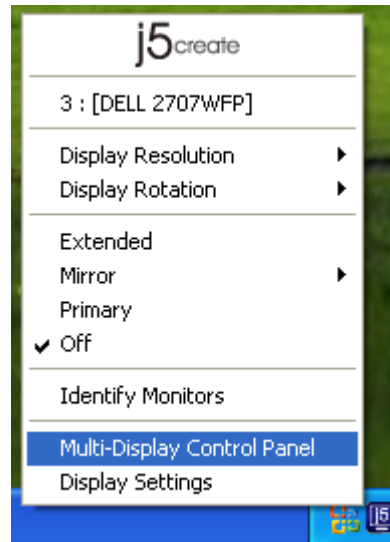 j5create
3 : [DELL 2707WFP]
Display Resolution
Display Rotation
Extended
Mirror
Primary
Off
Identify Monitors
Multi-Display Control Panel
Display Settings
j5